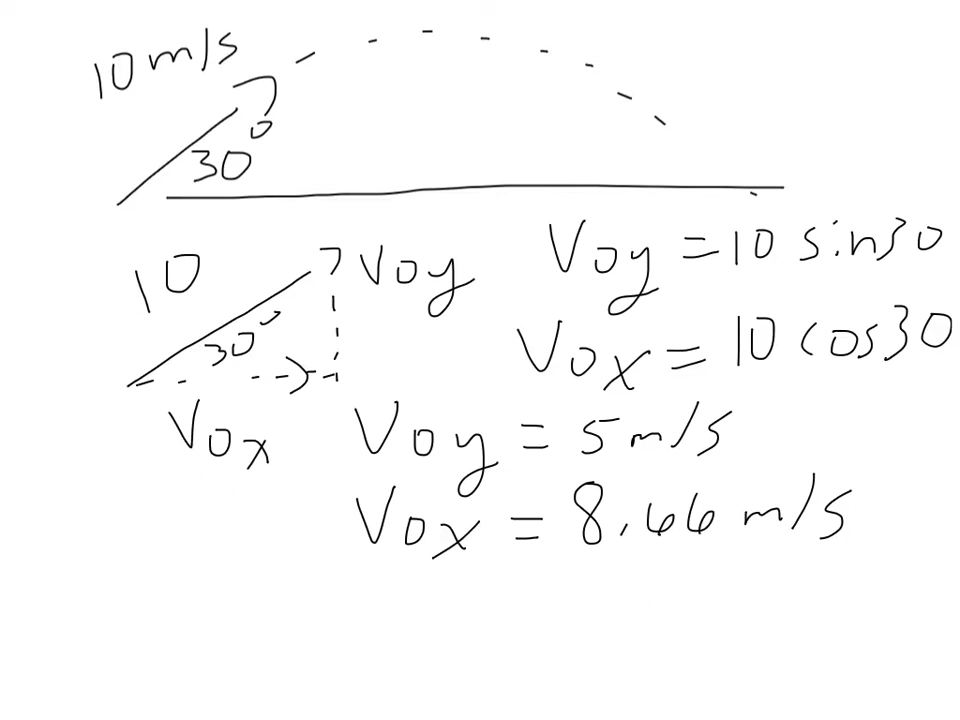 10 m/s
30°
10
Voy
Voy = 10 sin30
30°
Vox = 10 cos30
Vox
Voy = 5 m/s
Vox = 8.66 m/s